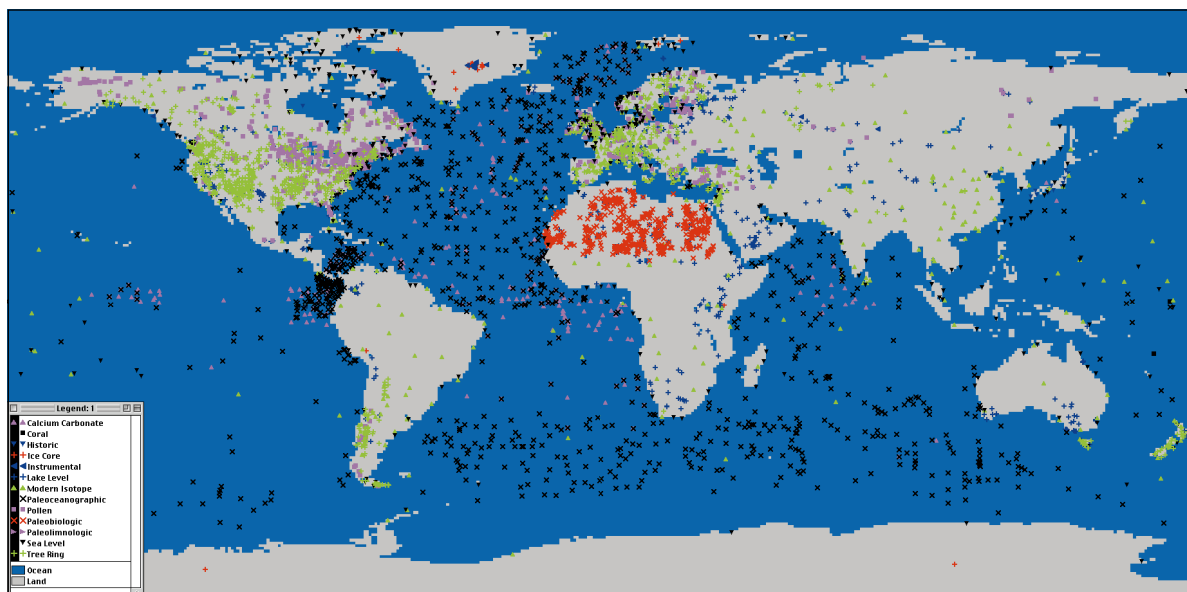 Legend: 1
Calcium Carbonate
Coral
Historic
Ice Core
Instrumental
Lake Level
Modern Isotope
Paleoceanographic
Pollen
Paleobiologic
Paleolimnologic
Sea Level
Tree Ring
Ocean
Land